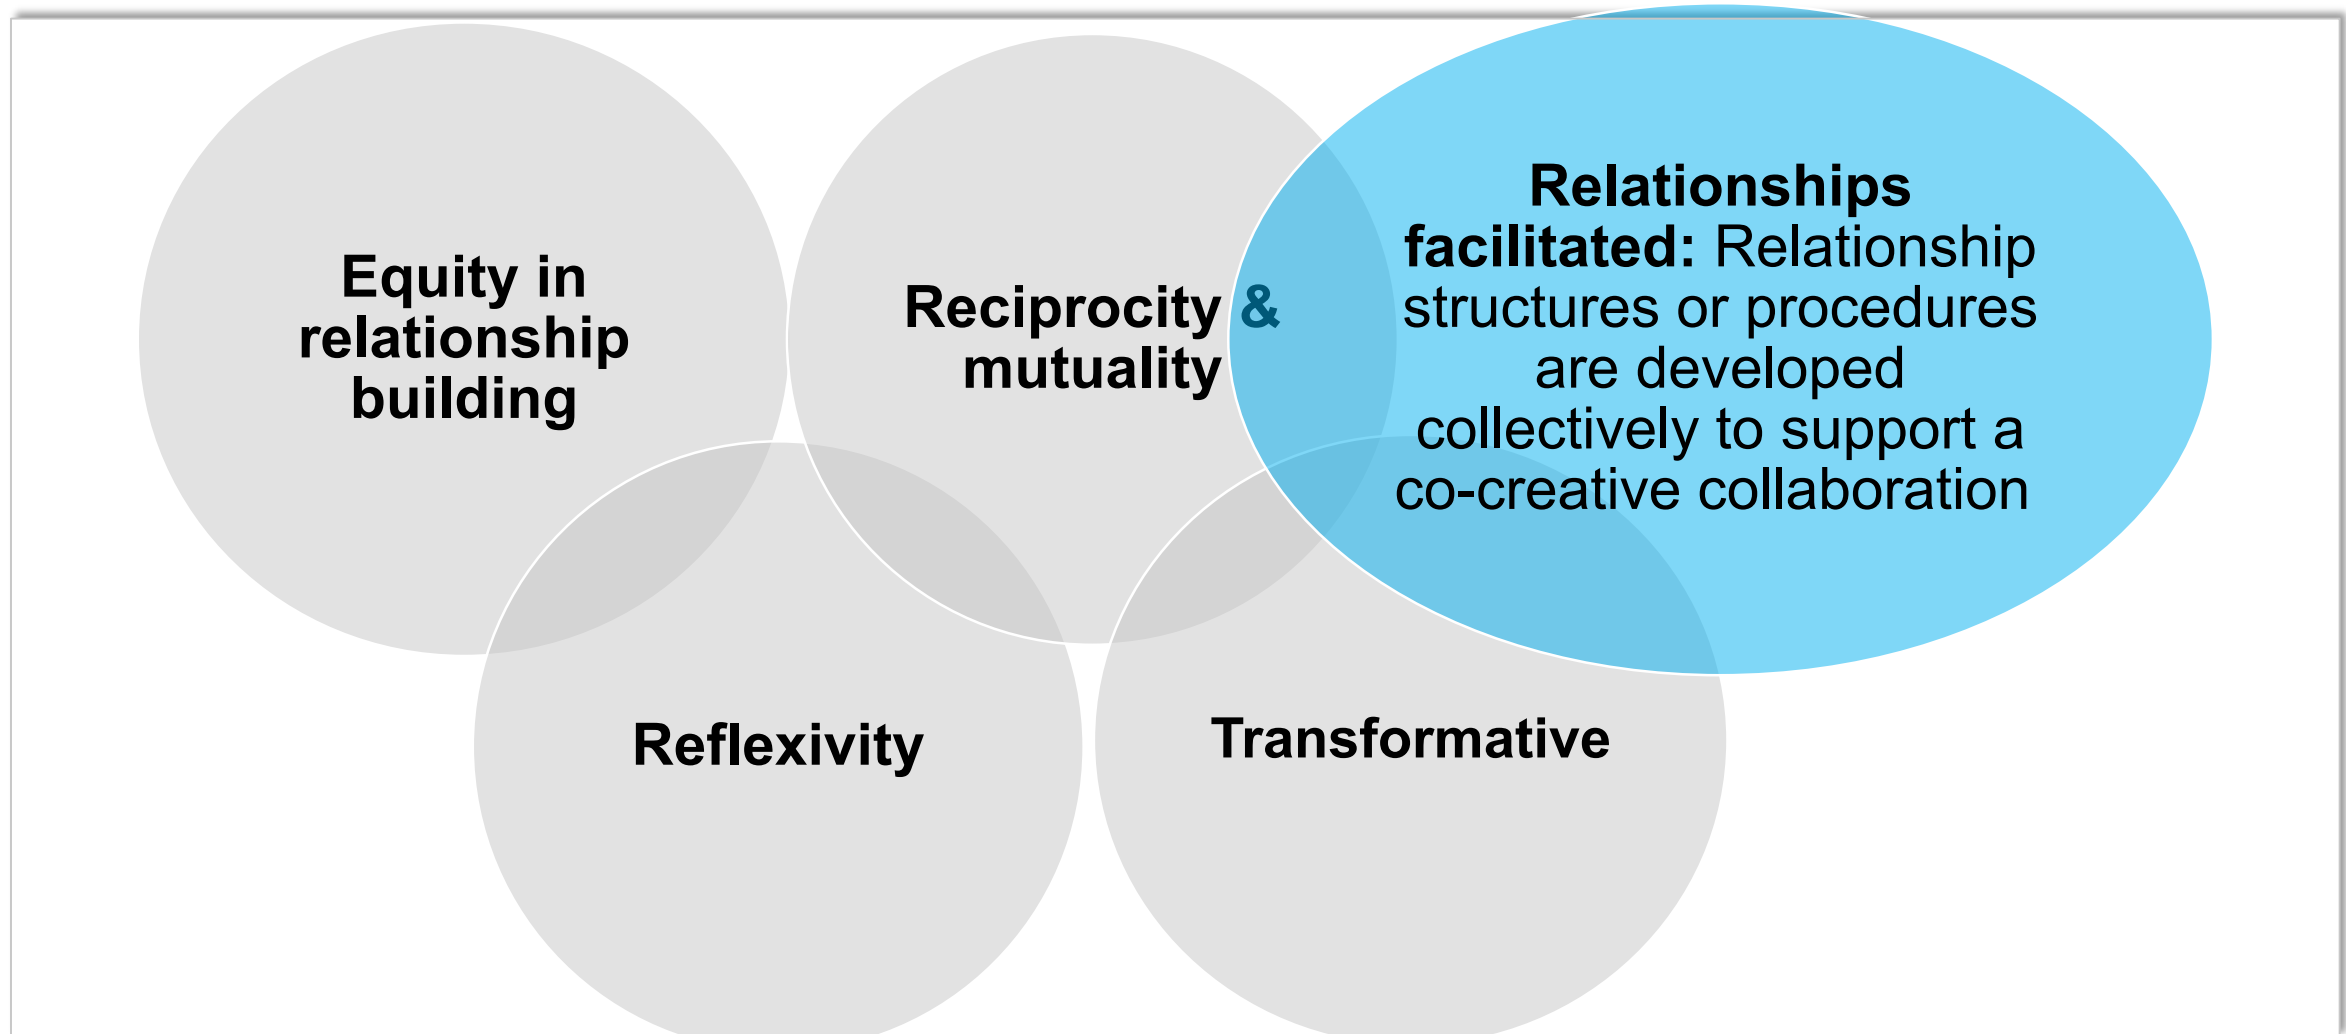 Equity in
relationship
building
Reciprocity &
mutuality
Relationships
facilitated: Relationship
structures or procedures
are developed
collectively to support a
co-creative collaboration
Reflexivity
Transformative